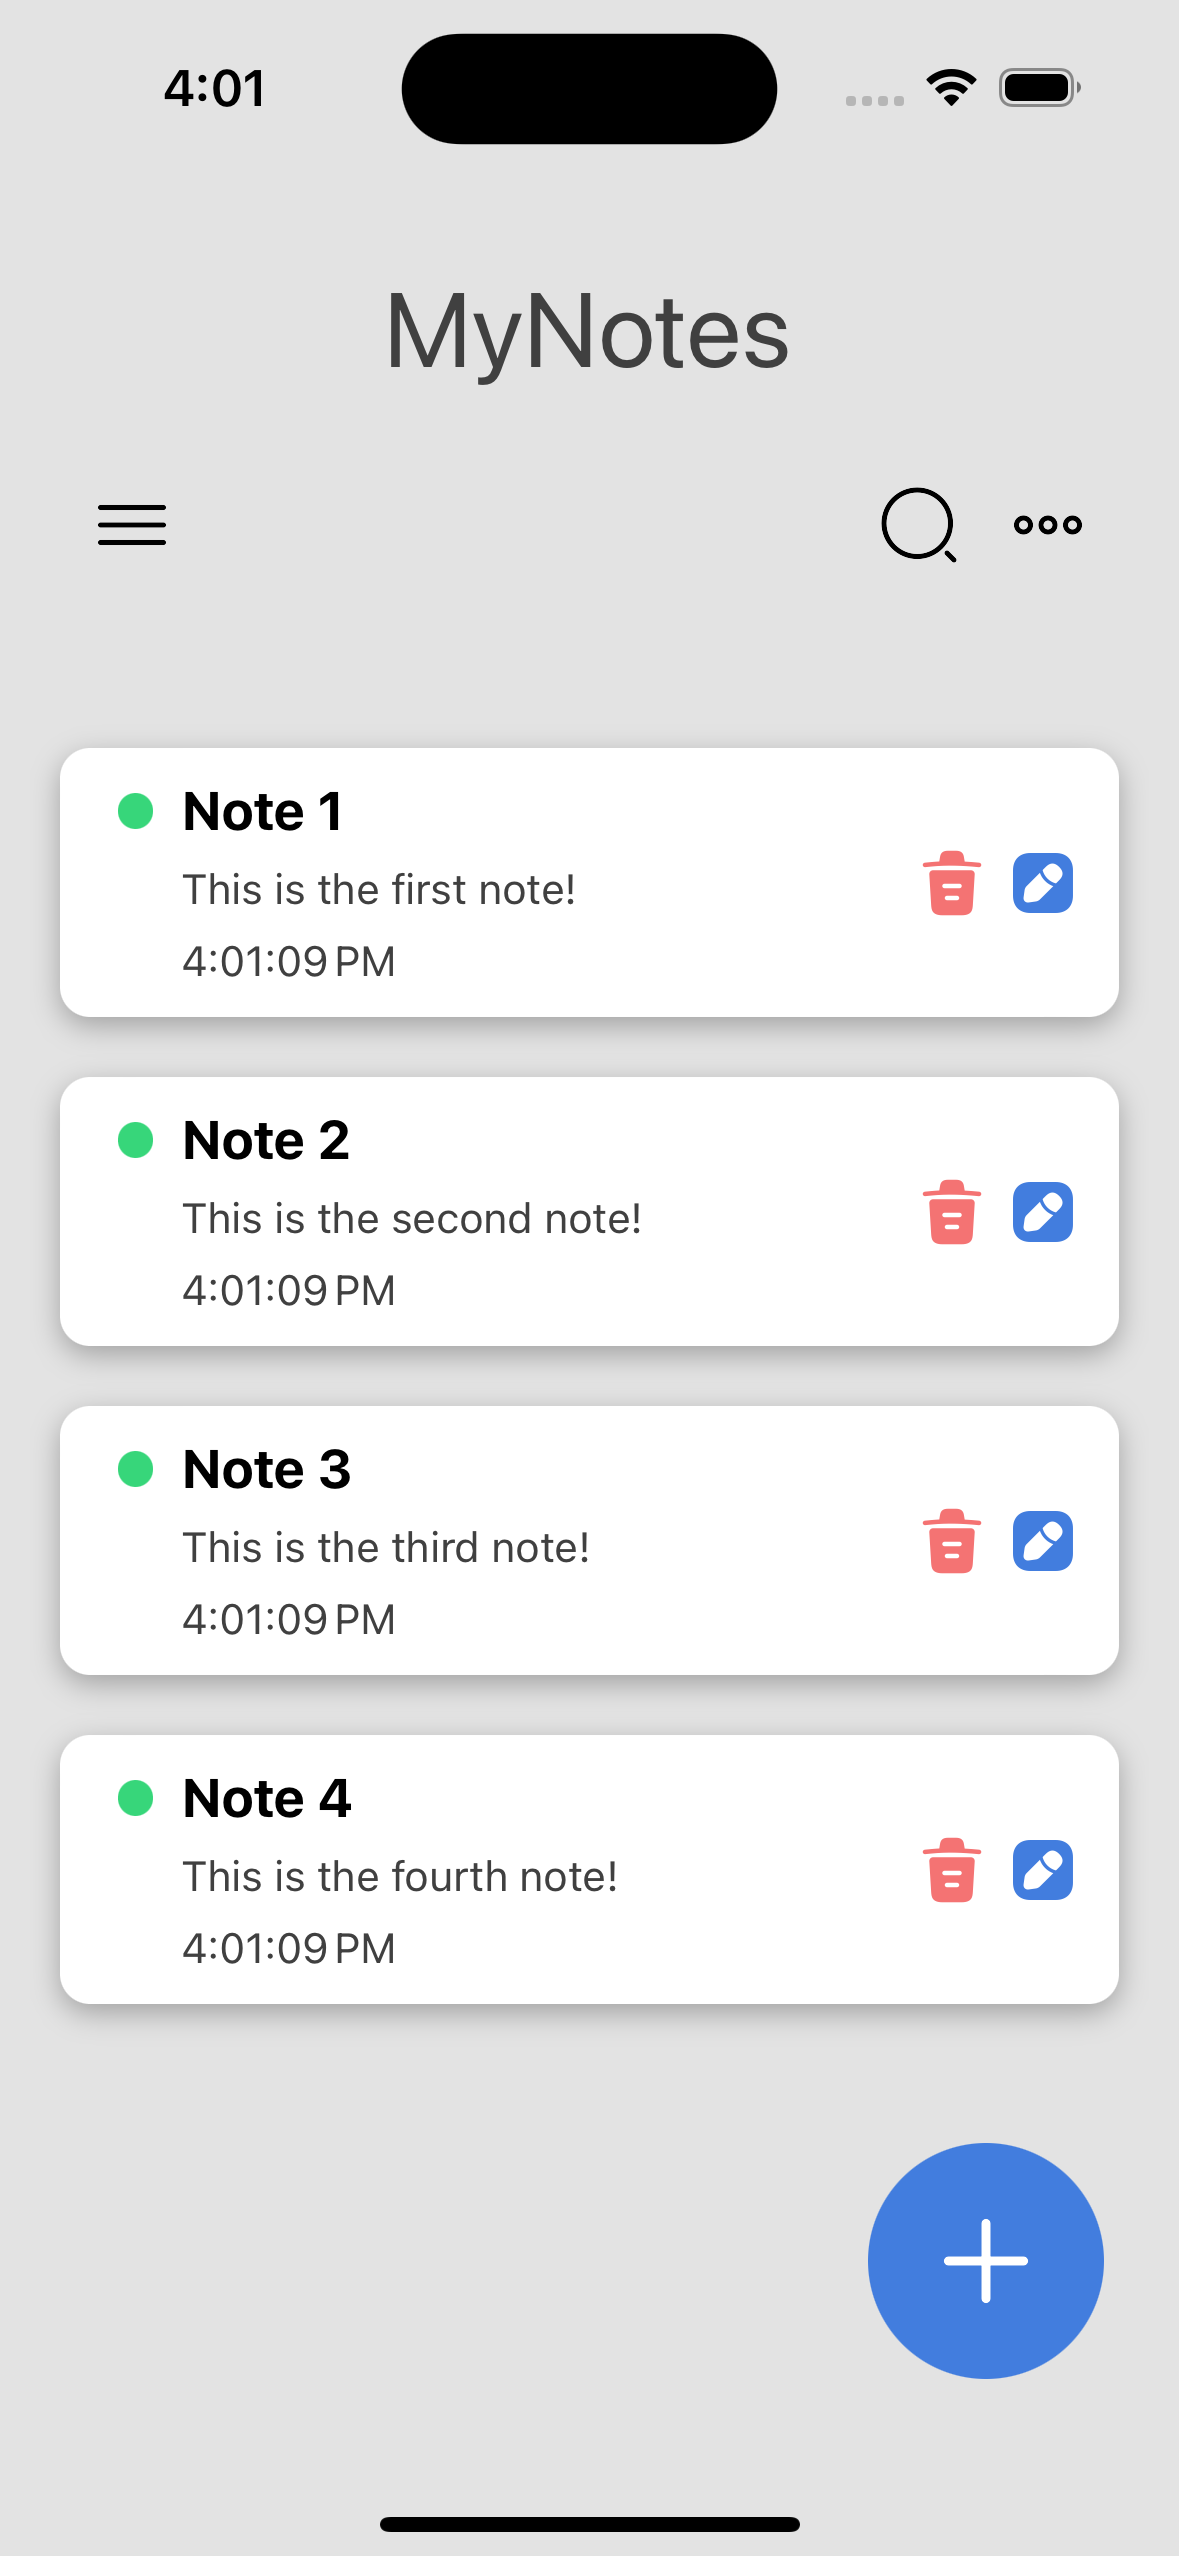 4:01
MyNotes
Note 1
This is the first note!
4:01:09 PM
Note 2
This is the second note!
4:01:09 PM
Note 3
This is the third note!
4:01:09 PM
Note 4
This is the fourth note!
4:01:09 PM